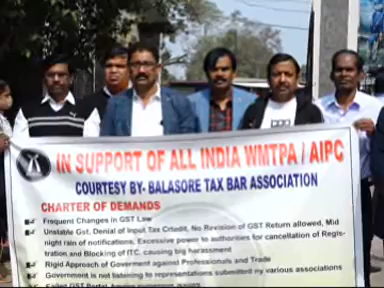 IN SUPPORT OF ALL INDIA WMTPA / AIPC
COURTESY BY- BALASORE TAX BAR ASSOCIATION
CHARTER OF DEMANDS
Frequent Changes in GST Law
Unstable Gst, Denial of Input Tax Crtadit, No Revision of GST Return allowed, Mid
night rain of notifications, Excessive power to authorities for cancellation of Regis-
tration and Blocking of ITC. causing big harassment
Rigid Approach of Goverment against Professionals and Trade
Government is not listening to representations submitted ny various associations